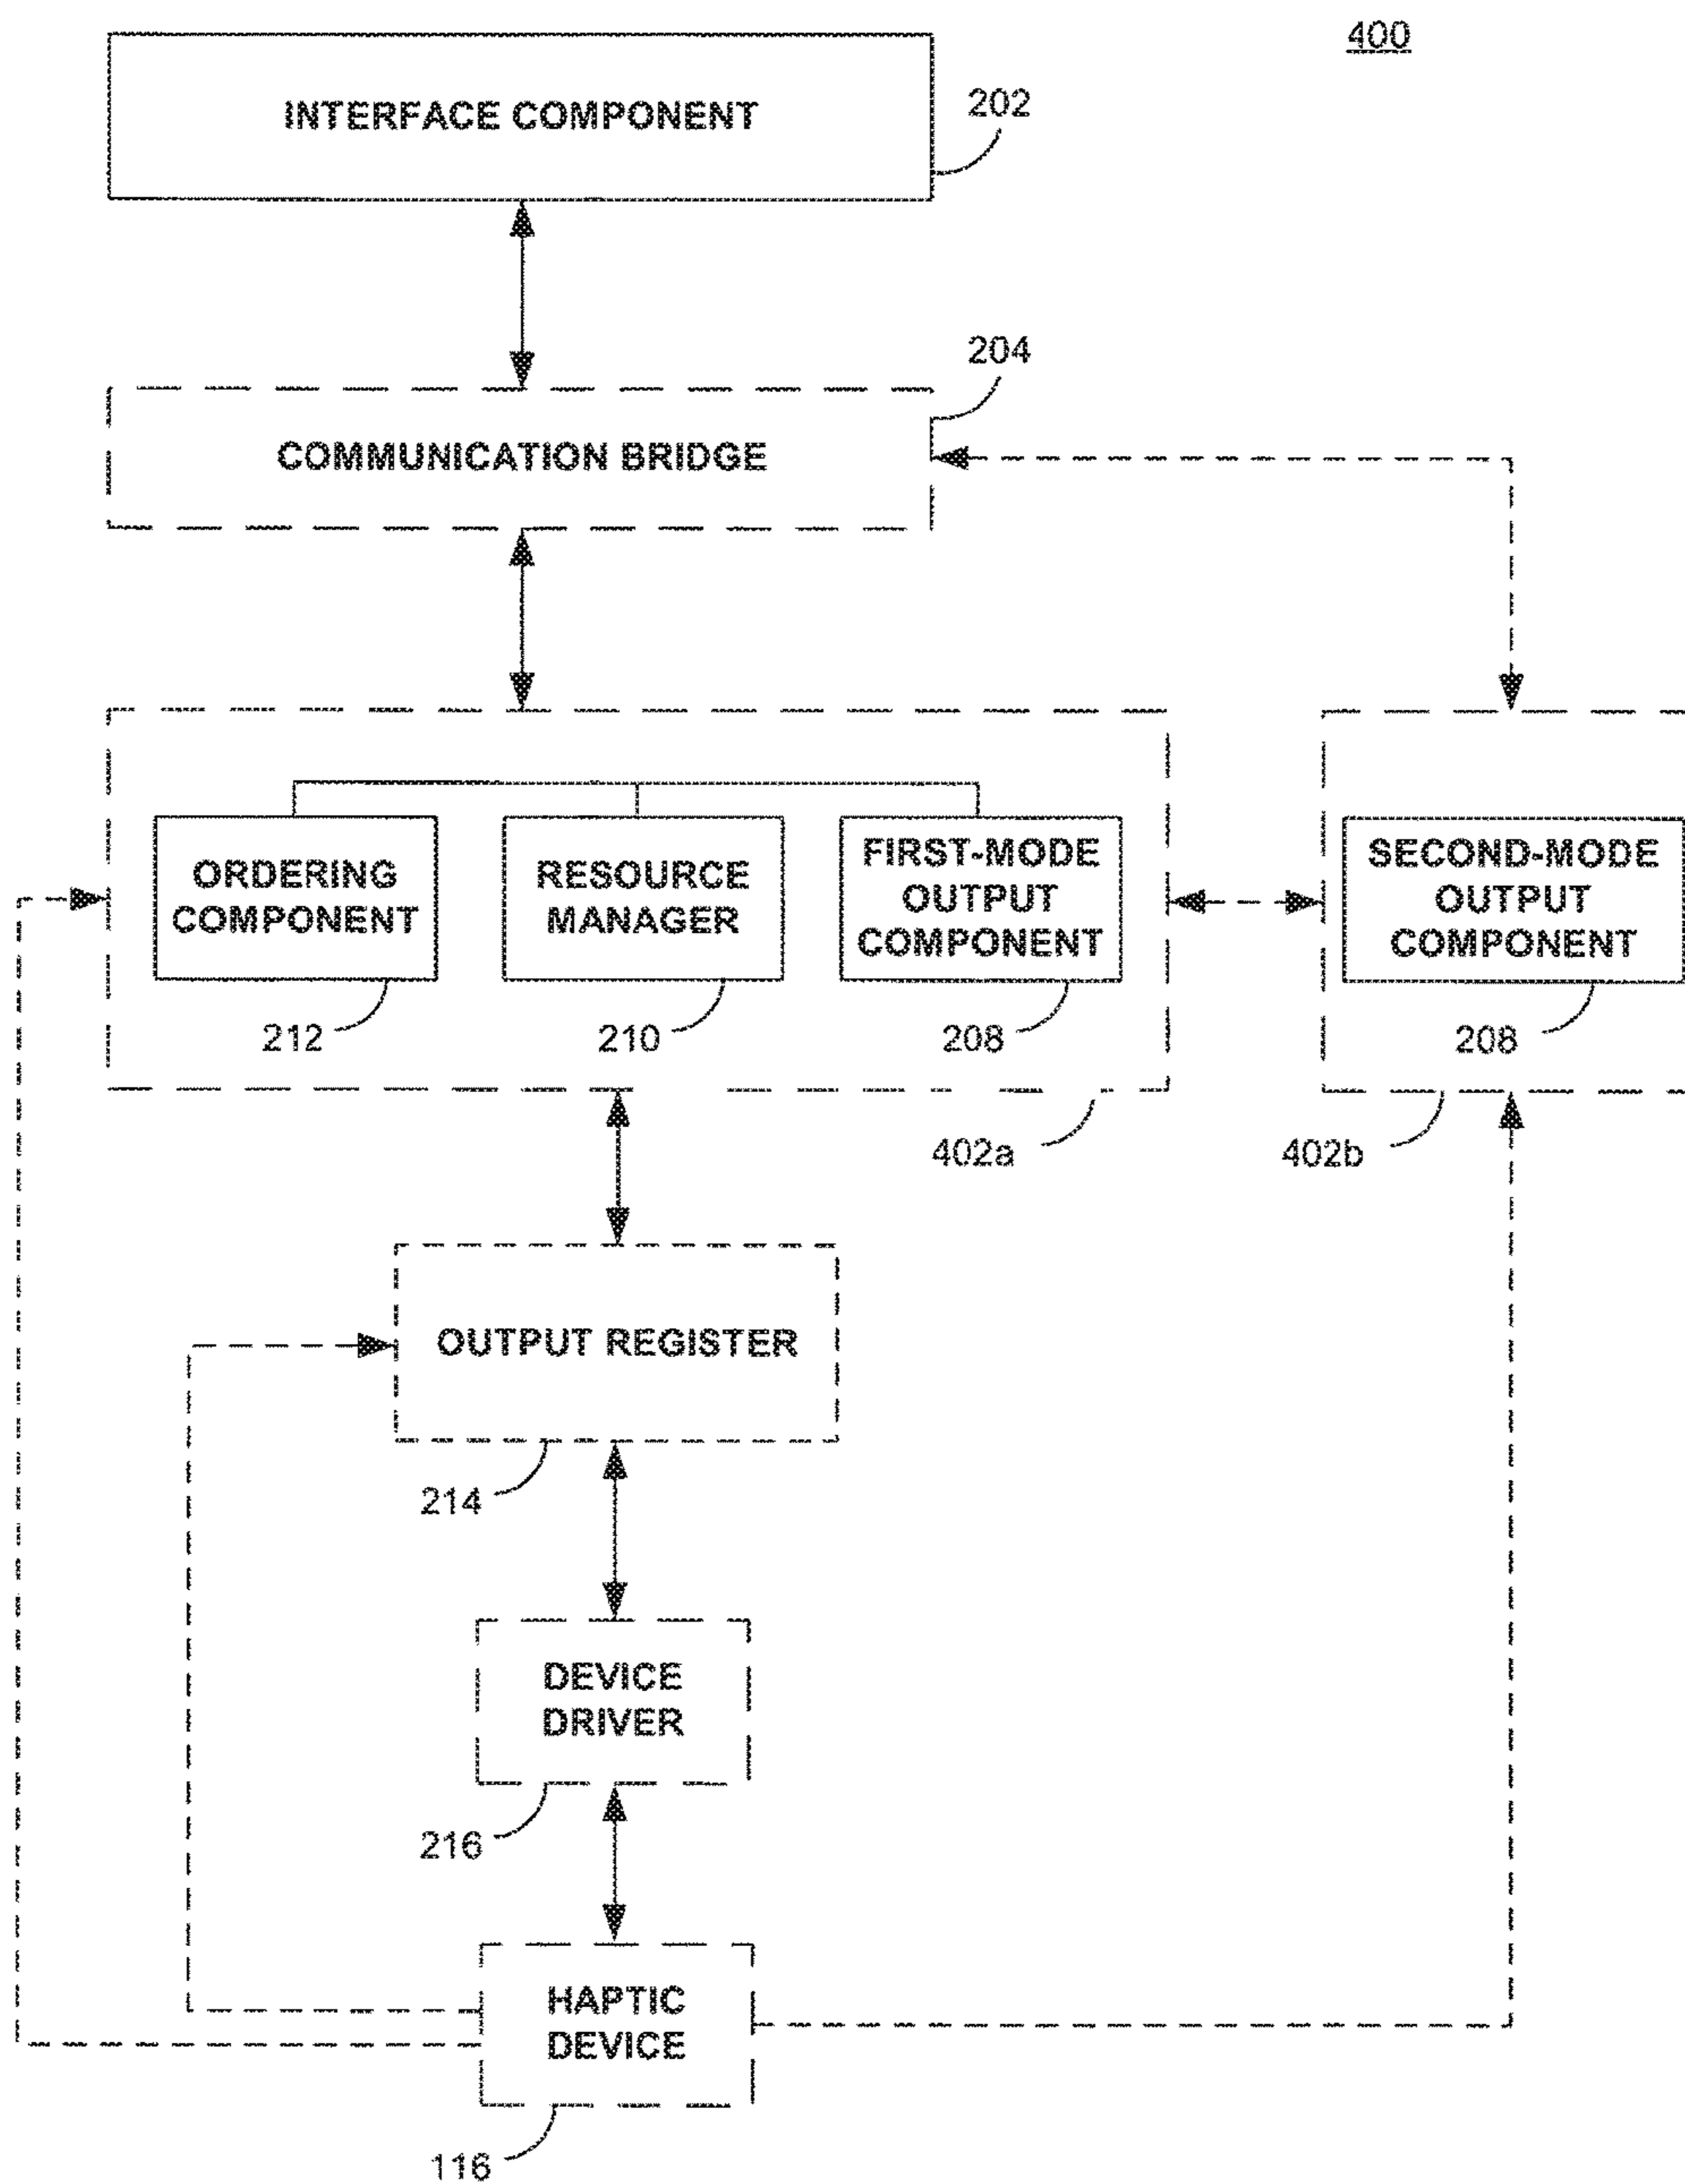 400
INTERFACE COMPONENT
202
204
COMMUNICATION BRIDGE
ORDERING
COMPONENT
212
RESOURCE
MANAGER
210
FIRST-MODE
OUTPUT
COMPONENT
208
SECOND-MODE
OUTPUT
COMPONENT
208
402a
402b
OUTPUT REGISTER
214
DEVICE
DRIVER
216
HAPTIC
DEVICE
116